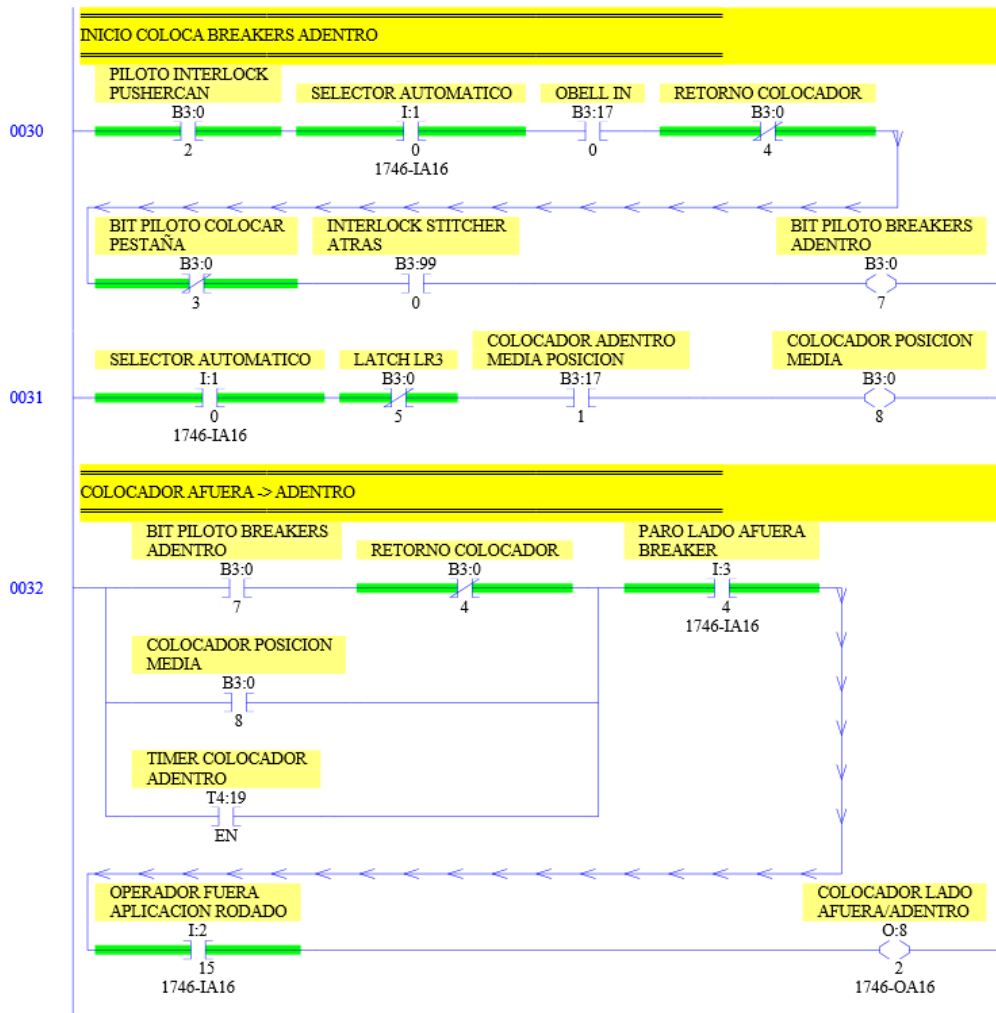 INICIO COLOCA BREAKERS ADENTRO
PILOTO INTERLOCK
PUSHERCAN
SELECTOR AUTOMATICO
OBELL IN
RETORNO COLOCADOR
B3:0
I:1
B3:17
B3:0
0030
2
0
0
4
1746-IA16
BIT PILOTO COLOCAR
PESTAÑA
INTERLOCK STITCHER
ATRAS
BIT PILOTO BREAKERS
ADENTRO
B3:0
B3:99
B3:0
3
0
7
SELECTOR AUTOMATICO
LATCH LR3
COLOCADOR ADENTRO
MEDIA POSICION
COLOCADOR POSICION
MEDIA
I:1
B3:0
B3:17
B3:0
0031
0
5
1
8
1746-IA16
COLOCADOR AFUERA -> ADENTRO
BIT PILOTO BREAKERS
ADENTRO
RETORNO COLOCADOR
PARO LADO AFUERA
BREAKER
B3:0
B3:0
I:3
0032
7
4
4
1746-IA16
COLOCADOR POSICION
MEDIA
B3:0
8
TIMER COLOCADOR
ADENTRO
T4:19
EN
OPERADOR FUERA
APLICACION RODADO
COLOCADOR LADO
AFUERA/ADENTRO
I:2
O:8
15
2
1746-IA16
1746-OA16